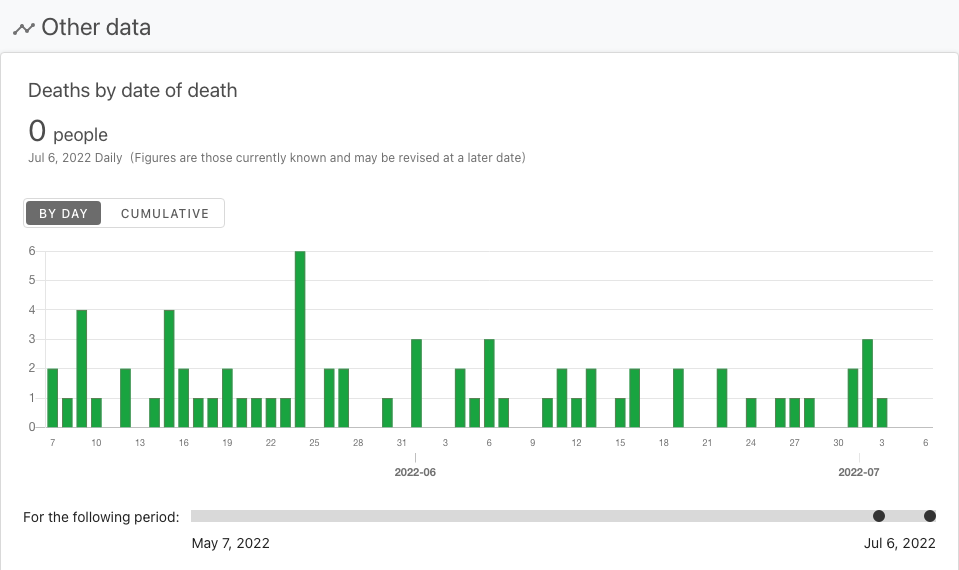 Other data
Deaths by date of death
0 people
Jul 6, 2022 Daily (Figures are those currently known and may be revised at a later date)
BY DAY CUMULATIVE
6
5
4
3
2
1
0
7 10 13 16 19 22 25 28 31 3 6 9 12 15 18 21 24 27 30 3 6
2022-06 2022-07
For the following period:
May 7, 2022 Jul 6, 2022